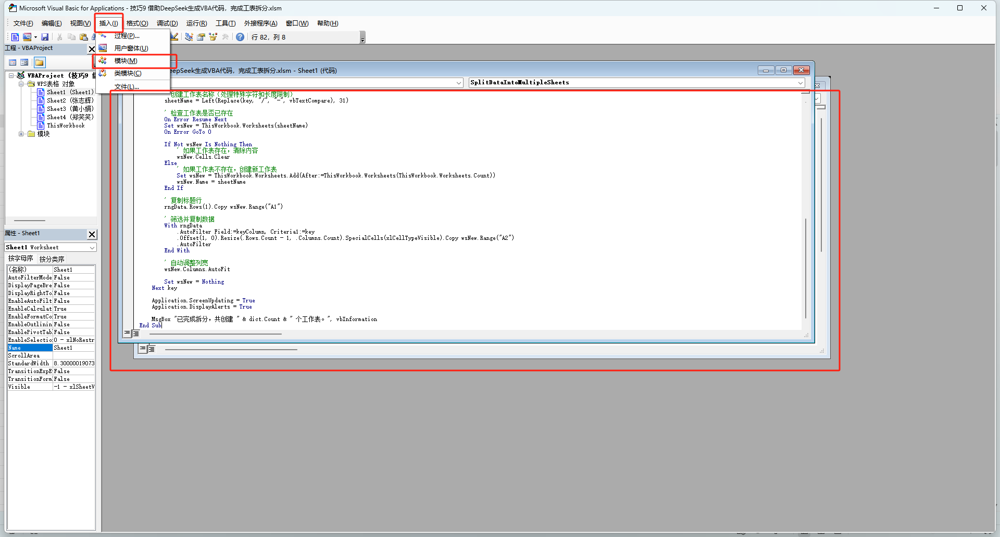 Microsoft Visual Basic for Applications - 技巧9 借助DeepSeek生成VBA代码，完成工表拆分.xlsm
文件(F) 编辑(E) 视图(V) 插入(I) 格式(O) 调试(D) 运行(R) 工具(T) 外接程序(A) 窗口(W) 帮助(H)
行 82，列 8
过程(P)...
用户窗体(U)
模块(M)
类模块(C)
文件(L)...
工程 - VBAProject
VBAProject (技巧9 借
WPS表格 对象
Sheet1 (Sheet1)
Sheet2 (张志辉)
Sheet3 (黄小娟)
Sheet4 (郑笑笑)
ThisWorkbook
模块
属性 - Sheet1
Sheet1 Worksheet
按字母序 按分类序
(名称) Sheet1
AutoFilterMode False
DisplayPageBre False
DisplayRightTo False
EnableAutoFilt False
EnableCalculat True
EnableFormatCo True
EnableOutlinin False
EnablePivotTab False
EnableSelectio 0 - xlNoRestr
Name Sheet1
ScrollArea
StandardWidth 8.30000019073
TransitionExpE False
TransitionForm False
Visible -1 - xlSheetV
DeepSeek生成VBA代码，完成工表拆分.xlsm - Sheet1 (代码)
SplitDataIntoMultipleSheets
创建工作表名称（处理特殊字符和长度限制）
sheetName = Left(Replace(key, "/", "-", vbTextCompare), 31)
' 检查工作表是否已存在
On Error Resume Next
Set wsNew = ThisWorkbook.Worksheets(sheetName)
On Error GoTo 0
If Not wsNew Is Nothing Then
' 如果工作表存在，清除内容
wsNew.Cells.Clear
Else
' 如果工作表不存在，创建新工作表
Set wsNew = ThisWorkbook.Worksheets.Add(After:=ThisWorkbook.Worksheets(ThisWorkbook.Worksheets.Count))
wsNew.Name = sheetName
End If
' 复制标题行
rngData.Rows(1).Copy wsNew.Range("A1")
' 筛选并复制数据
With rngData
.AutoFilter Field:=keyColumn, Criteria1:=key
.Offset(1, 0).Resize(.Rows.Count - 1, .Columns.Count).SpecialCells(xlCellTypeVisible).Copy wsNew.Range("A2")
.AutoFilter
End With
' 自动调整列宽
wsNew.Columns.AutoFit
Set wsNew = Nothing
Next key
Application.ScreenUpdating = True
Application.DisplayAlerts = True
MsgBox "已完成拆分，共创建 " & dict.Count & " 个工作表。", vbInformation
End Sub